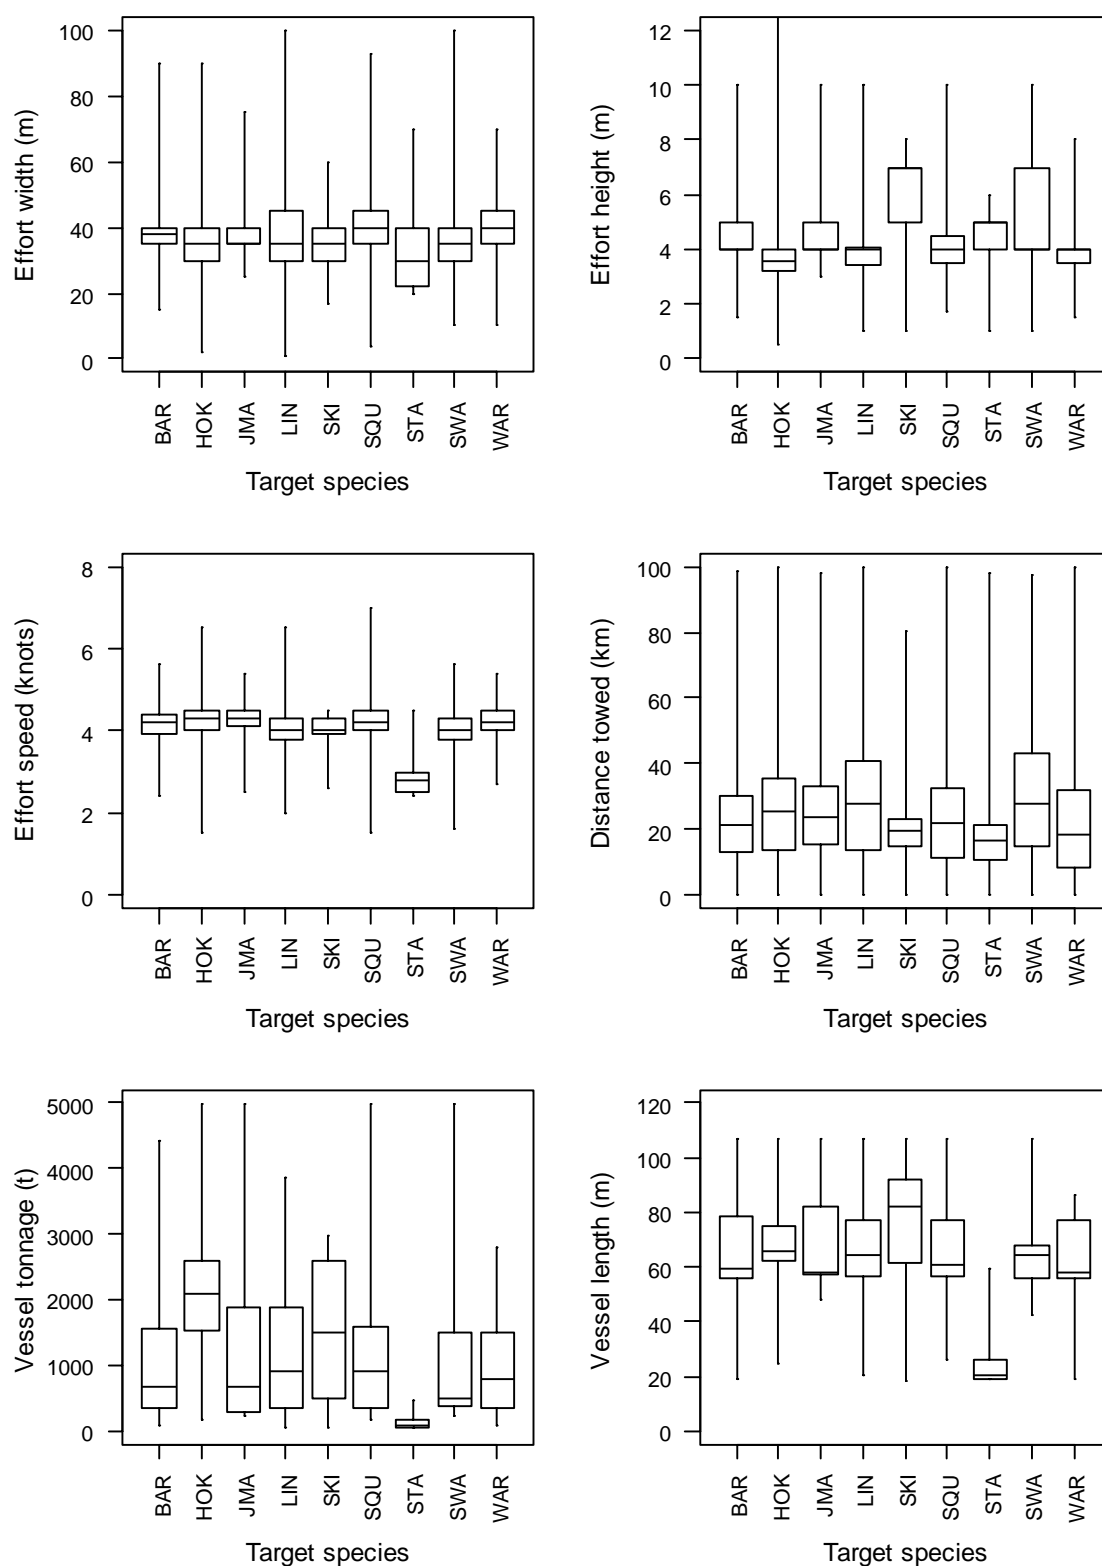 Effort width (m)
100
80
60
40
20
0
BAR
HOK
JMA
LIN
SKI
SQU
STA
SWA
WAR
Target species
Effort height (m)
12
10
8
6
4
2
0
BAR
HOK
JMA
LIN
SKI
SQU
STA
SWA
WAR
Target species
Effort speed (knots)
8
6
4
2
0
BAR
HOK
JMA
LIN
SKI
SQU
STA
SWA
WAR
Target species
Distance towed (km)
100
80
60
40
20
0
BAR
HOK
JMA
LIN
SKI
SQU
STA
SWA
WAR
Target species
Vessel tonnage (t)
5000
4000
3000
2000
1000
0
BAR
HOK
JMA
LIN
SKI
SQU
STA
SWA
WAR
Target species
Vessel length (m)
120
100
80
60
40
20
0
BAR
HOK
JMA
LIN
SKI
SQU
STA
SWA
WAR
Target species